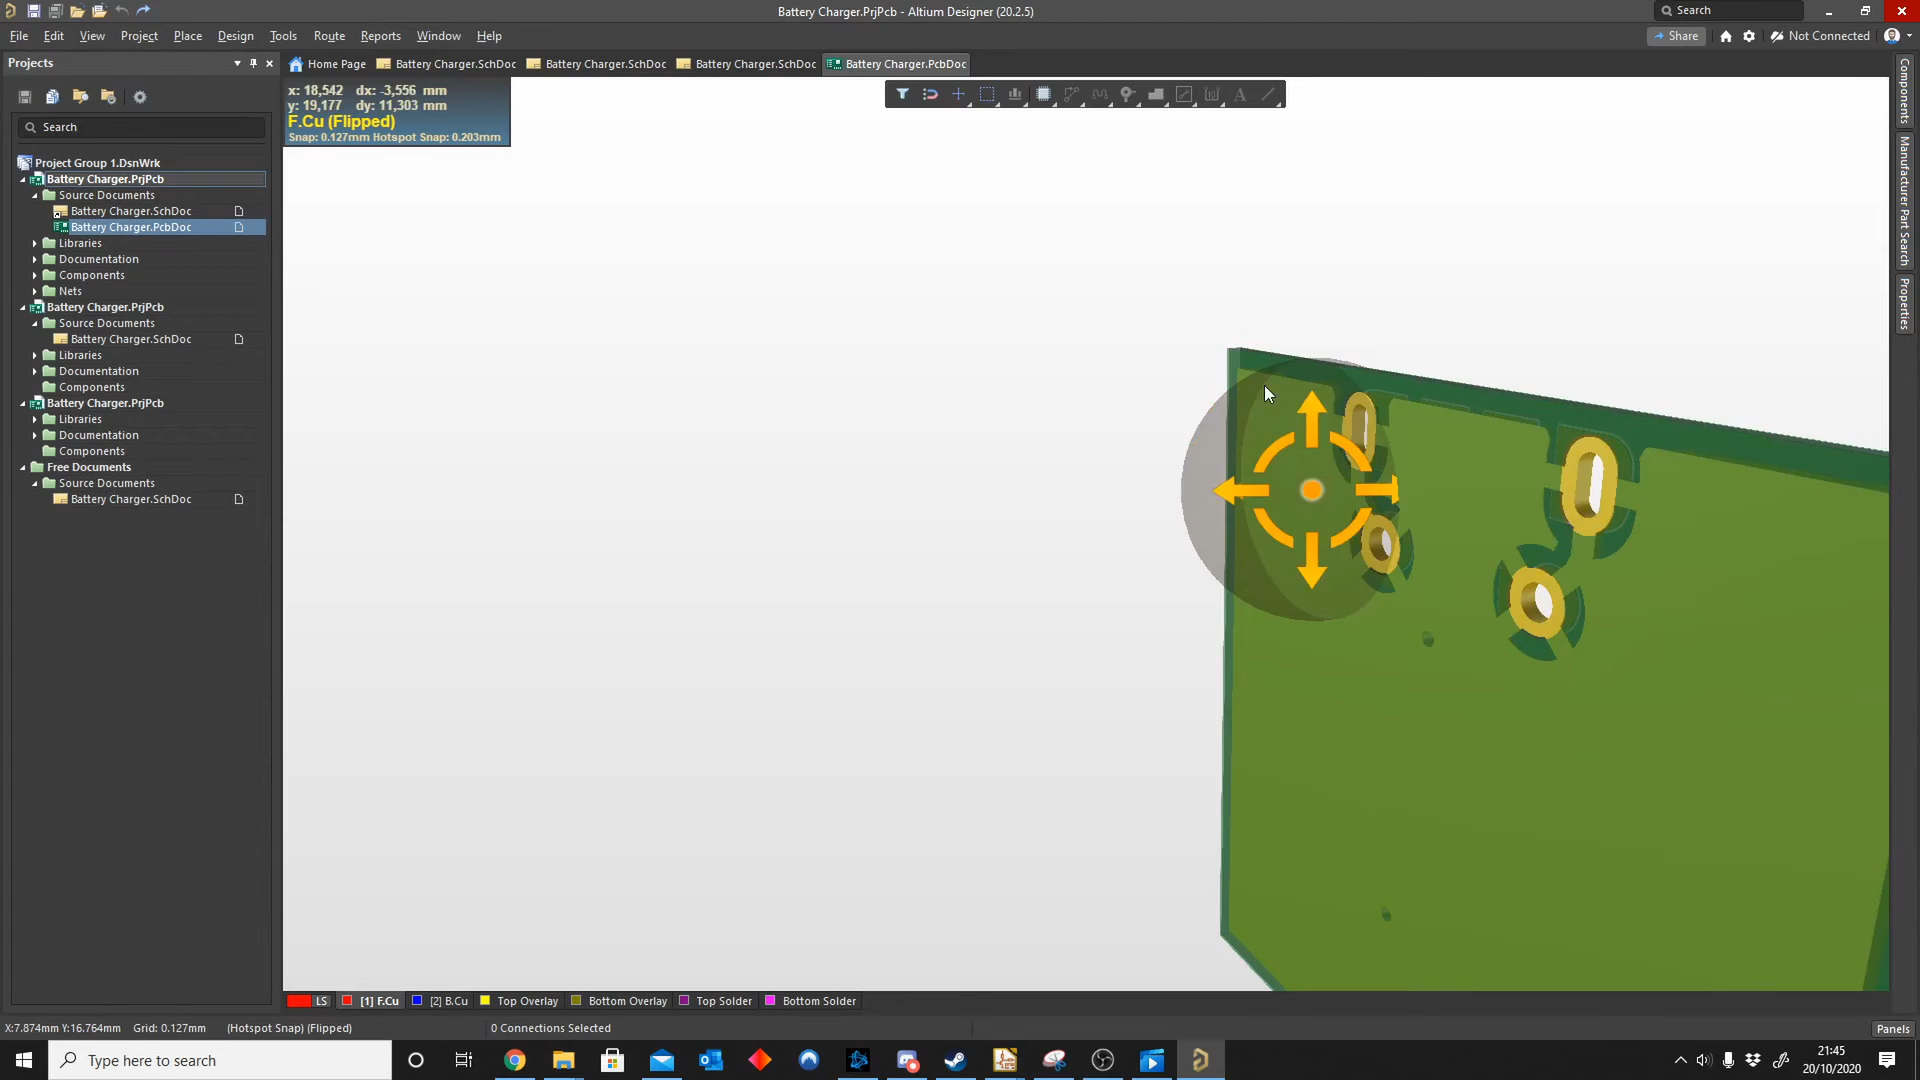 Battery Charger.PrjPcb - Altium Designer (20.2.5)
Search
File Edit View Project Place Design Tools Route Reports Window Help
Share
Not Connected
Projects
Home Page
Battery Charger.SchDoc
Battery Charger.SchDoc
Battery Charger.SchDoc
Battery Charger.PcbDoc
x: 18,542 dx: -3,556 mm
y: 19,177 dy: 11,303 mm
F.Cu (Flipped)
Snap: 0.127mm Hotspot Snap: 0.203mm
Search
Project Group 1.DsnWrk
Battery Charger.PrjPcb
Source Documents
Battery Charger.SchDoc
Battery Charger.PcbDoc
Libraries
Documentation
Components
Nets
Battery Charger.PrjPcb
Source Documents
Battery Charger.SchDoc
Libraries
Documentation
Components
Battery Charger.PrjPcb
Libraries
Documentation
Components
Free Documents
Source Documents
Battery Charger.SchDoc
Components
Manufacturer Part Search
Properties
LS
[1] F.Cu
[2] B.Cu
Top Overlay
Bottom Overlay
Top Solder
Bottom Solder
X:7.874mm Y:16.764mm Grid: 0.127mm (Hotspot Snap) (Flipped)
0 Connections Selected
Panels
Type here to search
21:45
20/10/2020